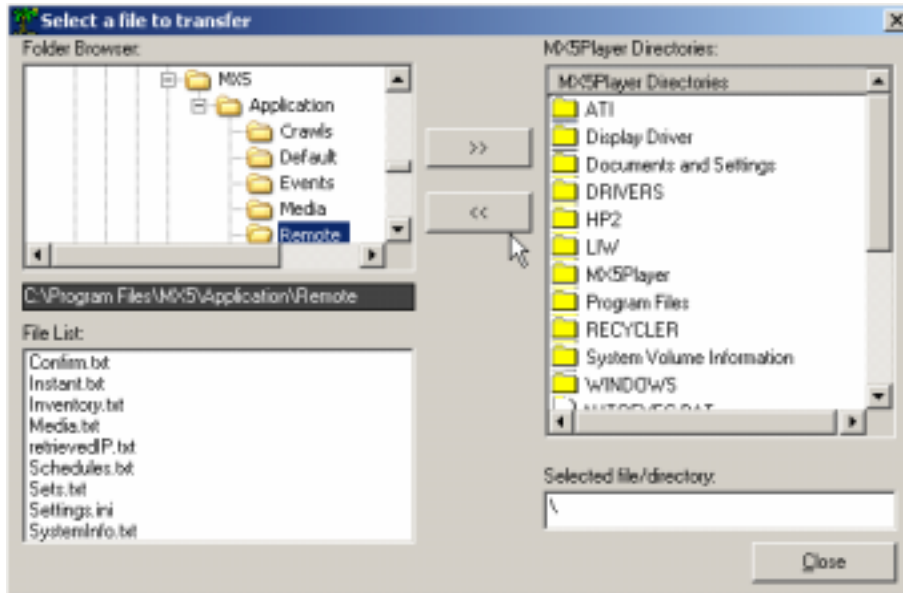 Select a file to transfer
Folder Browser:
MX5
Application
Crawls
Default
Events
Media
Remote
C:\Program Files\MX5\Application\Remote
File List:
Confirm.txt
Instant.txt
Inventory.txt
Media.txt
retrievedIP.txt
Schedules.txt
Sets.txt
Settings.ini
SystemInfo.txt
>>
<<
MX5Player Directories:
MX5Player Directories
ATI
Display Driver
Documents and Settings
DRIVERS
HP2
LIW
MX5Player
Program Files
RECYCLER
System Volume Information
WINDOWS
AUTOEXEC.BAT
Selected file/directory:
\
Close